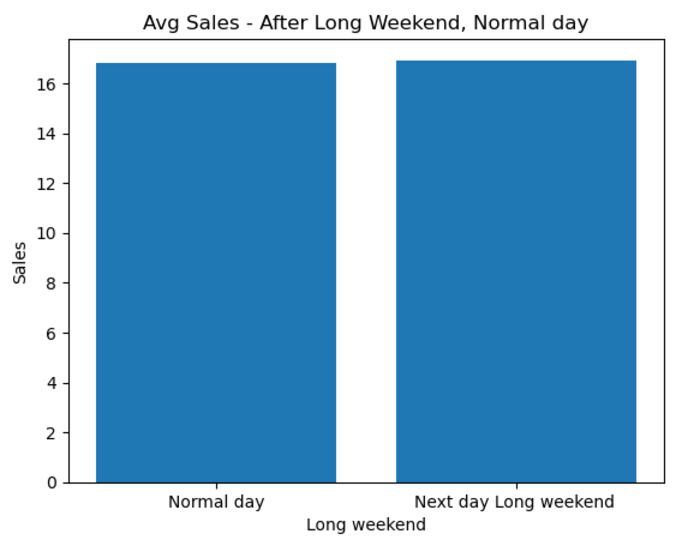 Avg Sales - After Long Weekend, Normal day
16
14
12
10
8
6
4
2
0
Sales
Normal day
Next day Long weekend
Long weekend